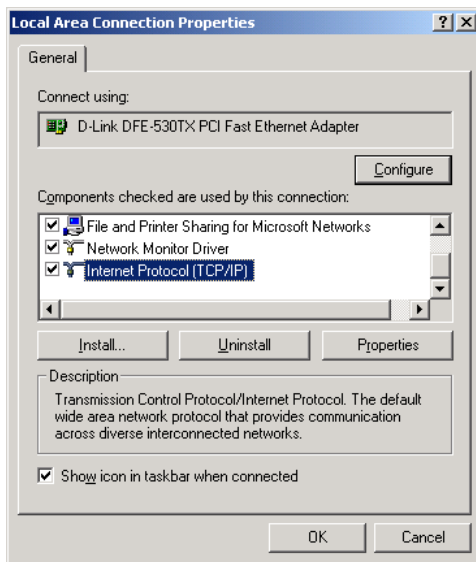 Local Area Connection Properties
General
Connect using:
D-Link DFE-530TX PCI Fast Ethernet Adapter
Configure
Components checked are used by this connection:
File and Printer Sharing for Microsoft Networks
Network Monitor Driver
Internet Protocol (TCP/IP)
Install... Uninstall Properties
Description
Transmission Control Protocol/Internet Protocol. The default
wide area network protocol that provides communication
across diverse interconnected networks.
Show icon in taskbar when connected
OK Cancel